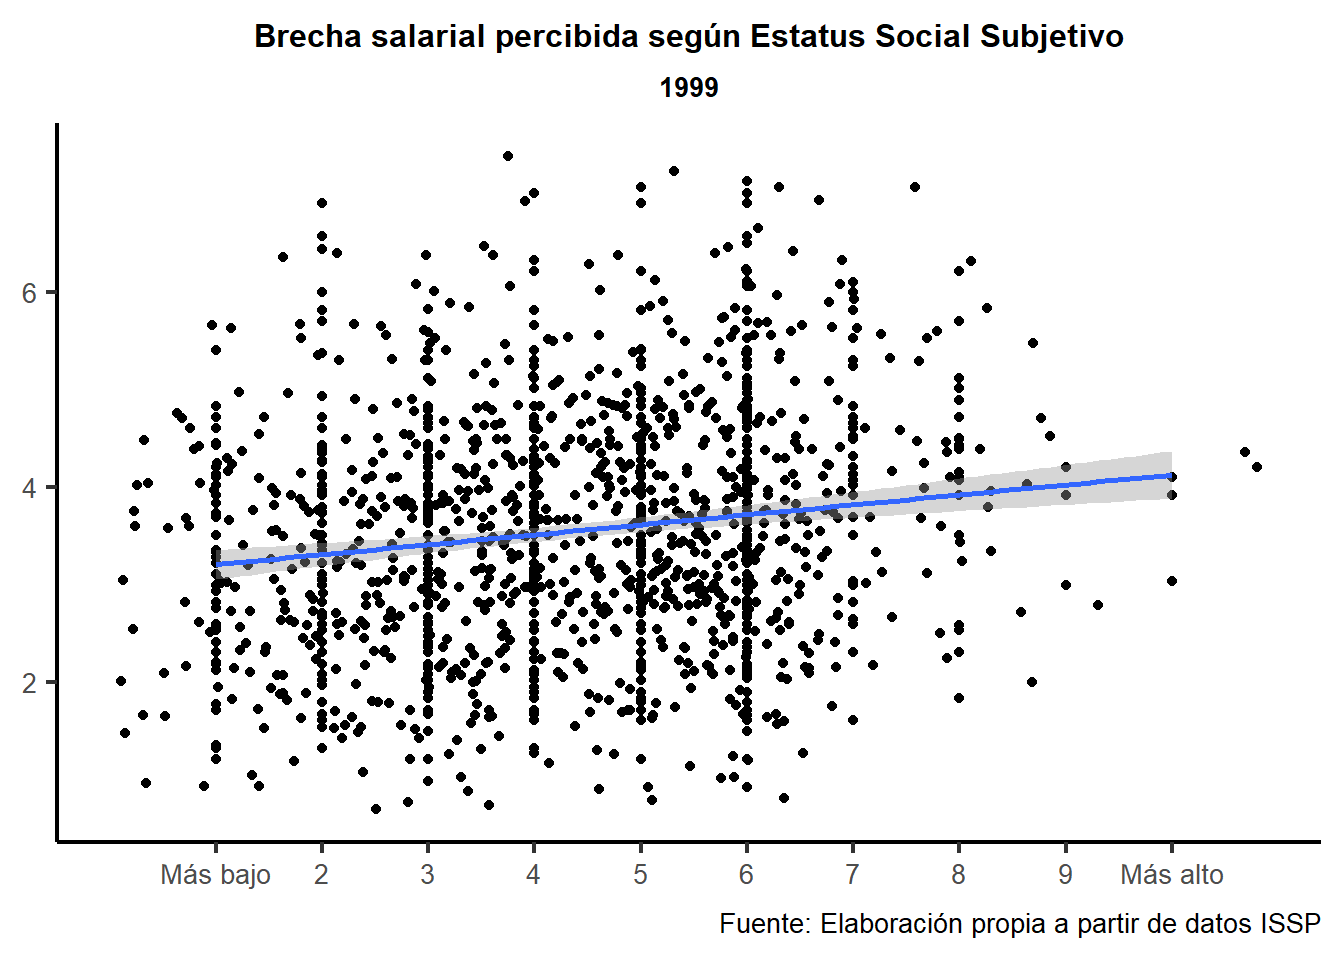 Brecha salarial percibida según Estatus Social Subjetivo
1999
6
4
2
Más bajo 2 3 4 5 6 7 8 9 Más alto
Fuente: Elaboración propia a partir de datos ISSP